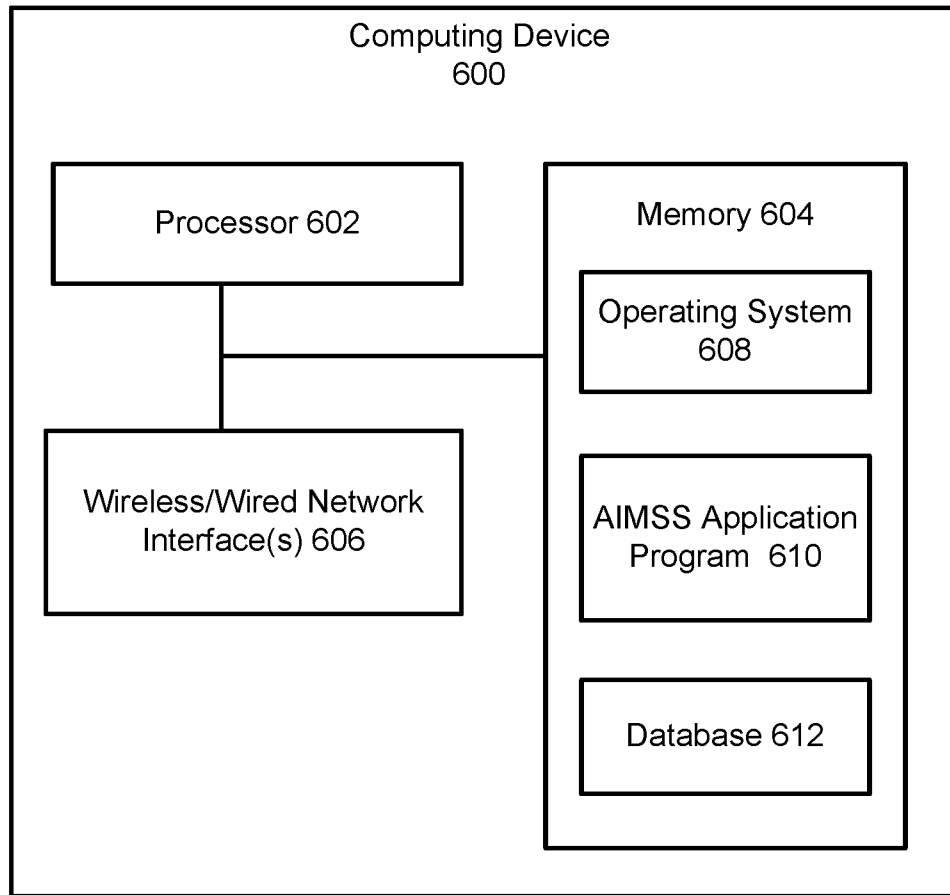 Computing Device
600
Processor 602
Memory 604
Operating System
608
Wireless/Wired Network
Interface(s) 606
AIMSS Application
Program 610
Database 612